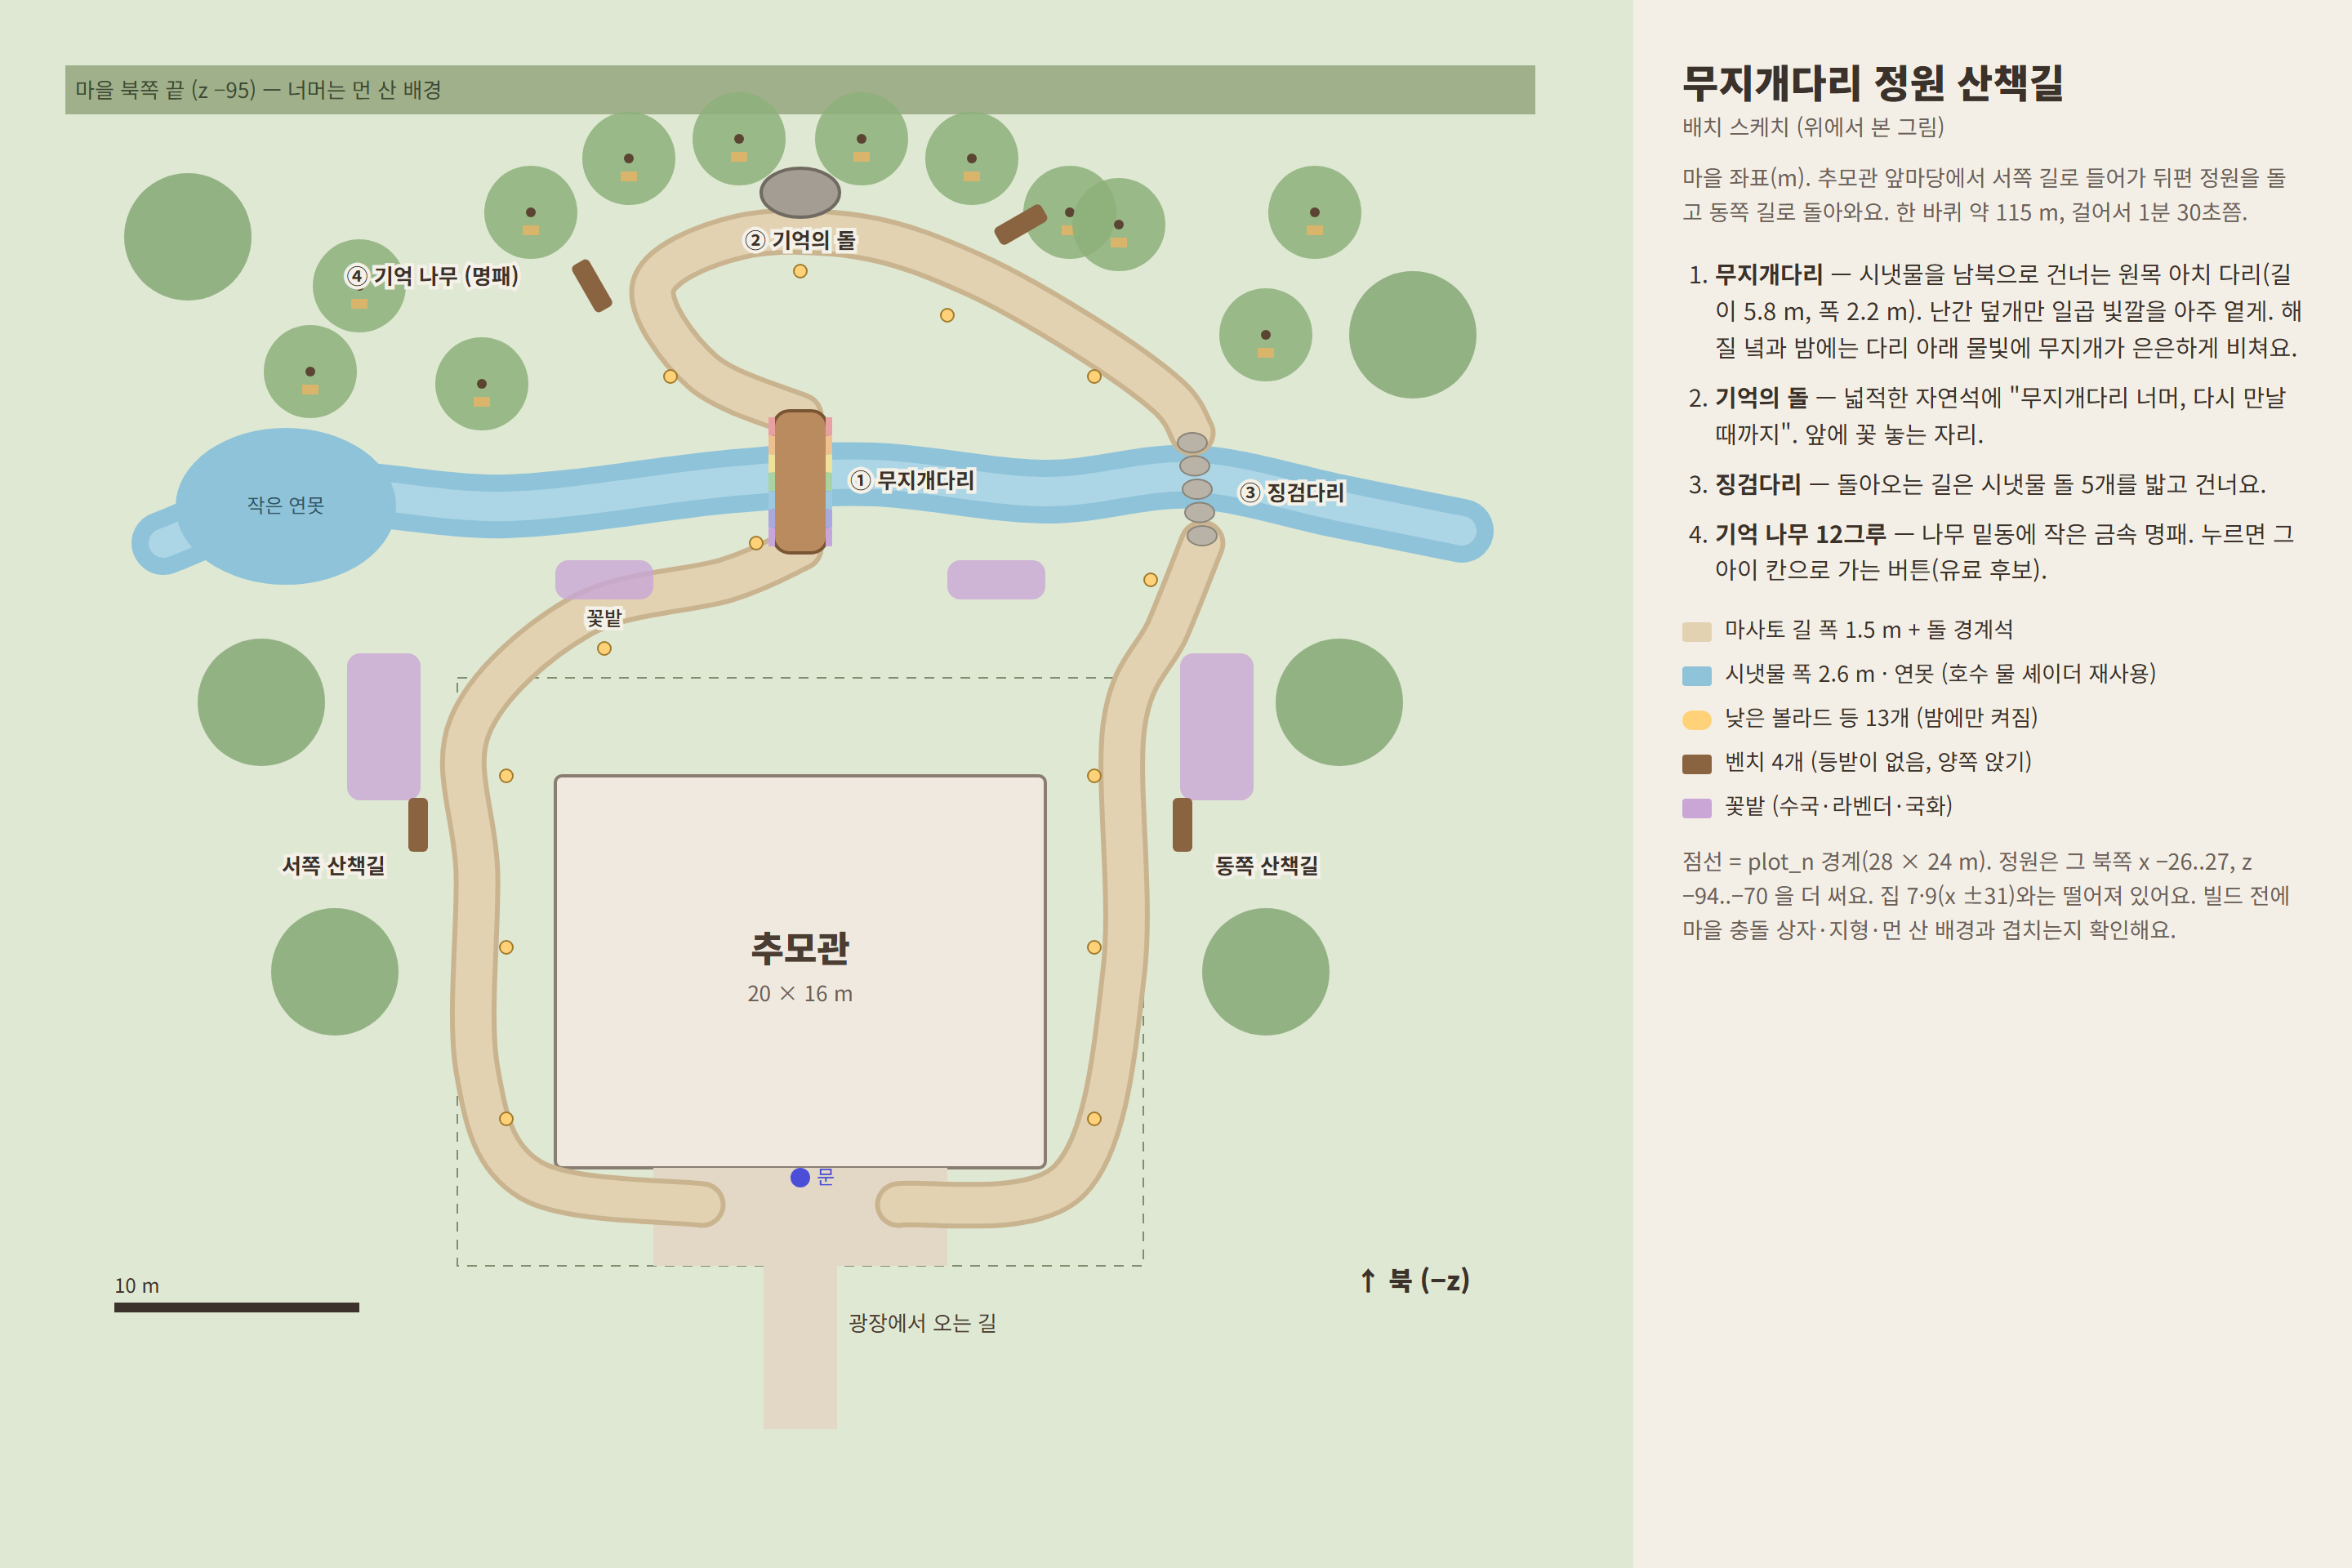 마을 북쪽 끝 (z −95) — 너머는 먼 산 배경
② 기억의 돌
④ 기억 나무 (명패)
① 무지개다리
③ 징검다리
작은 연못
꽃밭
서쪽 산책길
동쪽 산책길
추모관
20 × 16 m
문
10 m
↑ 북 (−z)
광장에서 오는 길
무지개다리 정원 산책길
배치 스케치 (위에서 본 그림)
마을 좌표(m). 추모관 앞마당에서 서쪽 길로 들어가 뒤편 정원을 돌
고 동쪽 길로 돌아와요. 한 바퀴 약 115 m, 걸어서 1분 30초쯤.
1. 무지개다리 — 시냇물을 남북으로 건너는 원목 아치 다리(길
이 5.8 m, 폭 2.2 m). 난간 덮개만 일곱 빛깔을 아주 옅게. 해
질 녘과 밤에는 다리 아래 물빛에 무지개가 은은하게 비쳐요.
2. 기억의 돌 — 넓적한 자연석에 "무지개다리 너머, 다시 만날
때까지". 앞에 꽃 놓는 자리.
3. 징검다리 — 돌아오는 길은 시냇물 돌 5개를 밟고 건너요.
4. 기억 나무 12그루 — 나무 밑동에 작은 금속 명패. 누르면 그
아이 칸으로 가는 버튼(유료 후보).
마사토 길 폭 1.5 m + 돌 경계석
시냇물 폭 2.6 m · 연못 (호수 물 셰이더 재사용)
낮은 볼라드 등 13개 (밤에만 켜짐)
벤치 4개 (등받이 없음, 양쪽 앉기)
꽃밭 (수국·라벤더·국화)
점선 = plot_n 경계(28 × 24 m). 정원은 그 북쪽 x −26..27, z
−94..−70 을 더 써요. 집 7·9(x ±31)와는 떨어져 있어요. 빌드 전에
마을 충돌 상자·지형·먼 산 배경과 겹치는지 확인해요.